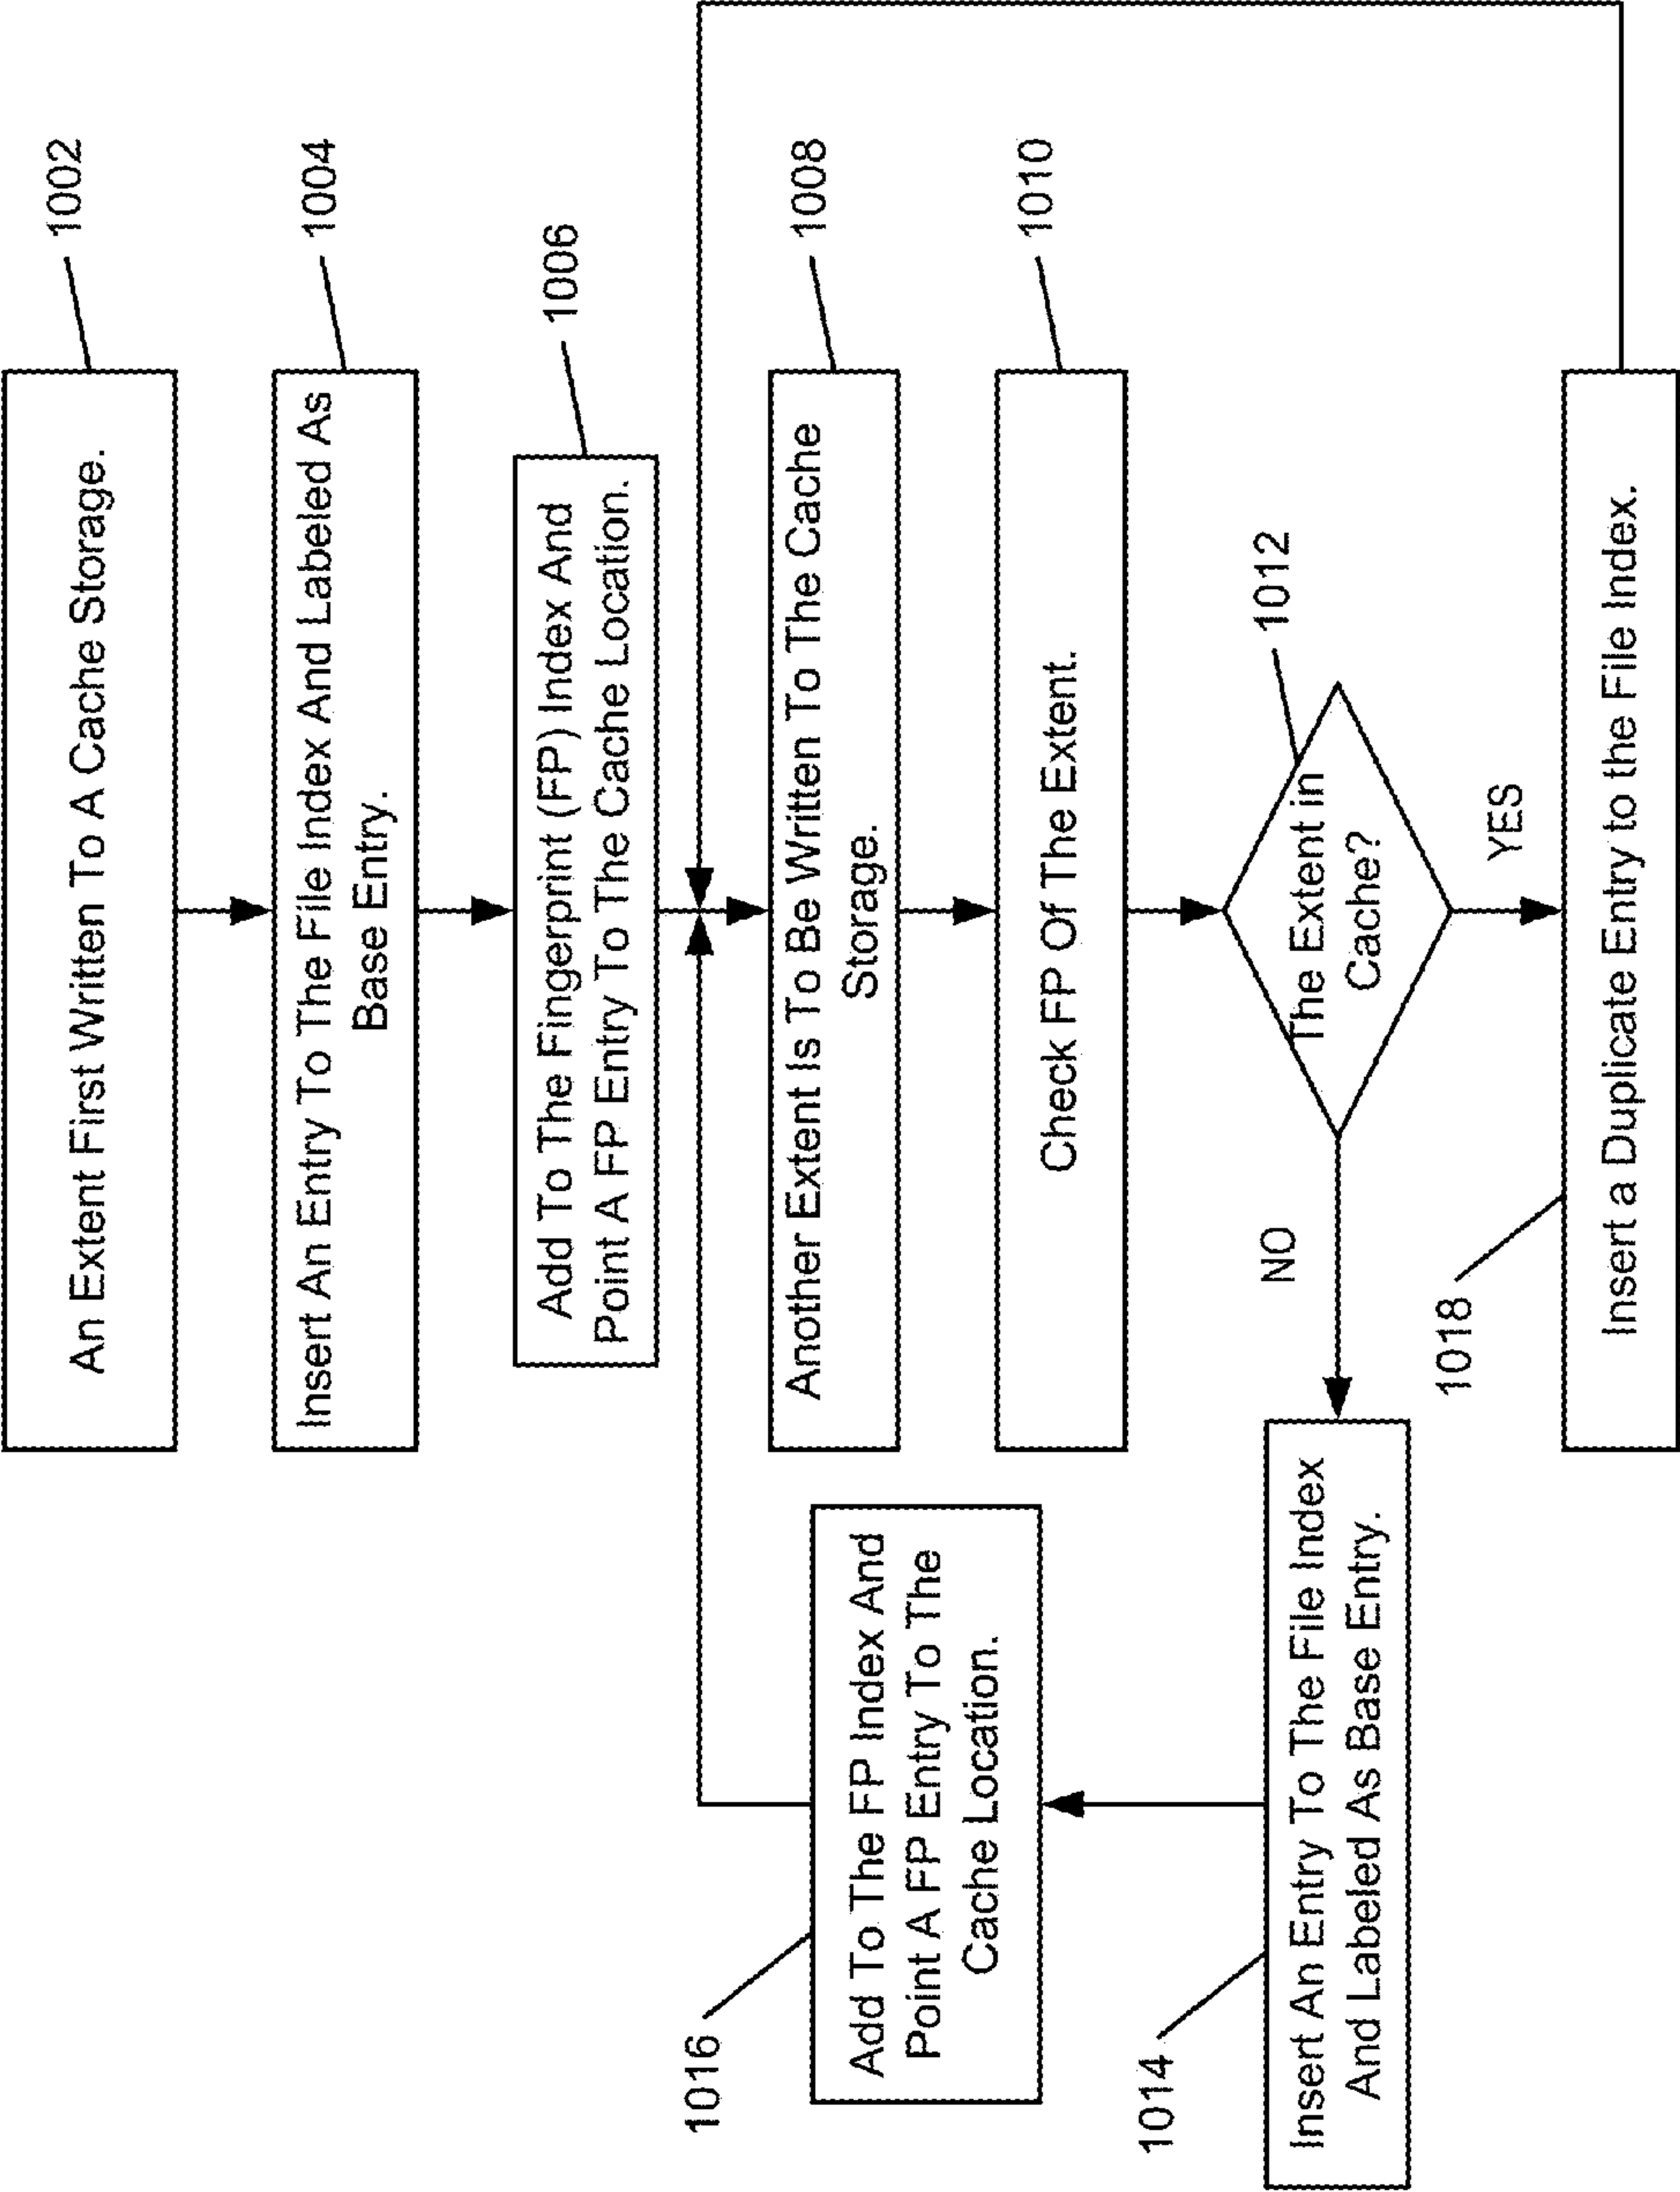 An Extent First Written To A Cache Storage.
1002
Insert An Entry To The File Index And Labeled As
Base Entry.
1004
Add To The Fingerprint (FP) Index And
Point A FP Entry To The Cache Location.
1006
Another Extent Is To Be Written To The Cache
Storage.
1008
Check FP Of The Extent.
1010
The Extent in
Cache?
1012
NO
YES
Insert An Entry To The File Index
And Labeled As Base Entry.
1014
Add To The FP Index And
Point A FP Entry To The
Cache Location.
1016
Insert a Duplicate Entry to the File Index.
1018